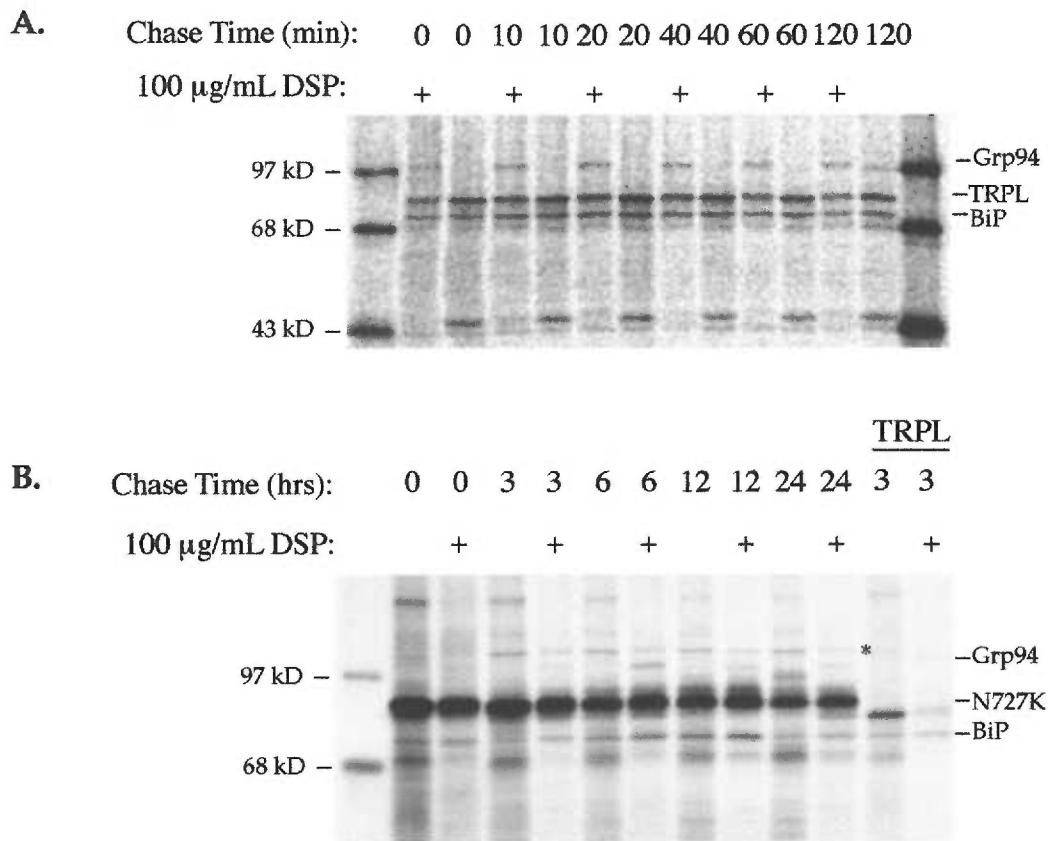 A.
Chase Time (min): 0 0 10 10 20 20 40 40 60 60 120 120
100 μg/mL DSP: + + + + + +
97 kD –
68 kD –
43 kD –
–Grp94
–TRPL
–BiP
TRPL
B.
Chase Time (hrs): 0 0 3 3 6 6 12 12 24 24 3 3
100 μg/mL DSP: + + + + + +
97 kD –
68 kD –
*
–Grp94
–N727K
–BiP